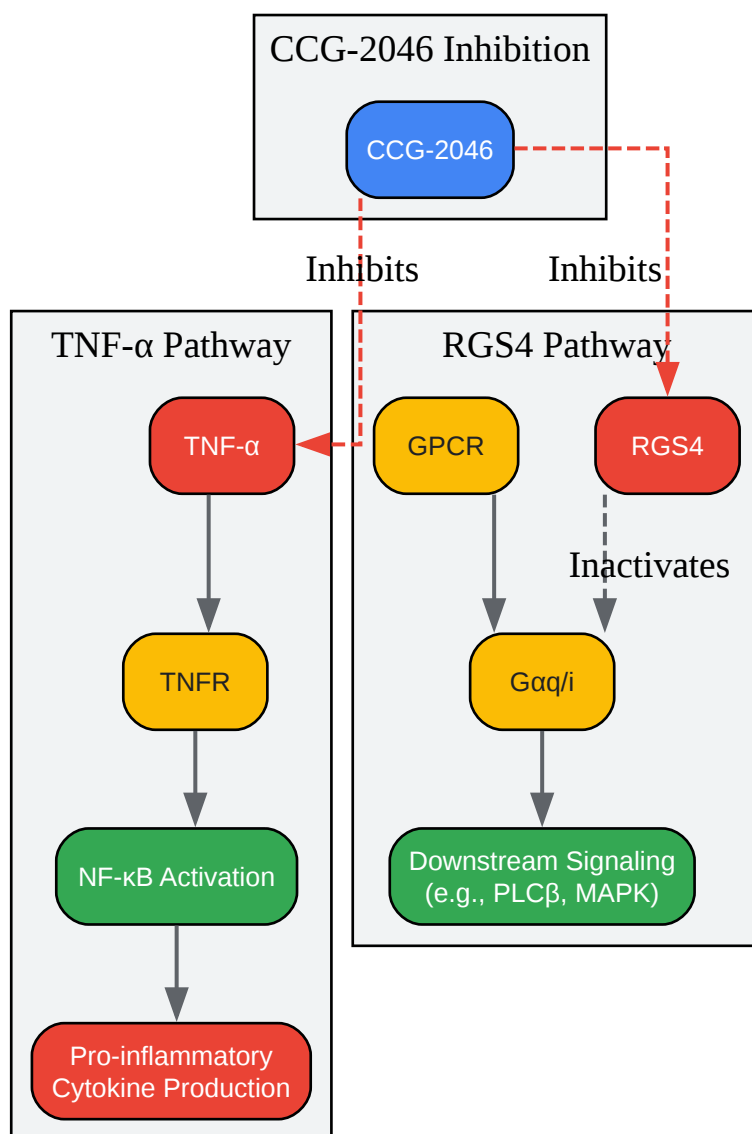 CCG-2046 Inhibition
CCG-2046
Inhibits
Inhibits
TNF-α Pathway
RGS4 Pathway
TNF-α
GPCR
RGS4
Inactivates
TNFR
Gαq/i
NF-κB Activation
Downstream Signaling
(e.g., PLCβ, MAPK)
Pro-inflammatory
Cytokine Production